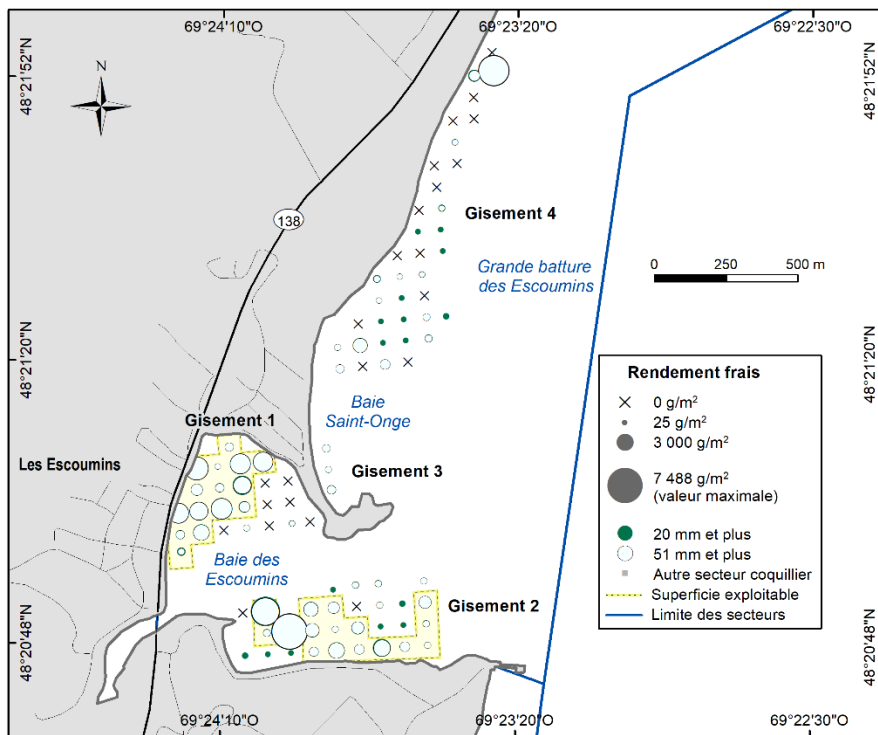 69°24'10"O
69°23'20"O
69°22'30"O
48°21'52"N
48°21'52"N
N
138
Gisement 4
Grande batture
des Escoumins
0 250 500 m
48°21'20"N
48°21'20"N
Rendement frais
0 g/m²
25 g/m²
3 000 g/m²
7 488 g/m²
(valeur maximale)
20 mm et plus
51 mm et plus
Autre secteur coquillier
Superficie exploitable
Limite des secteurs
Baie
Saint-Onge
Gisement 1
Les Escoumins
Gisement 3
Baie des
Escoumins
Gisement 2
48°20'48"N
48°20'48"N
69°24'10"O
69°23'20"O
69°22'30"O